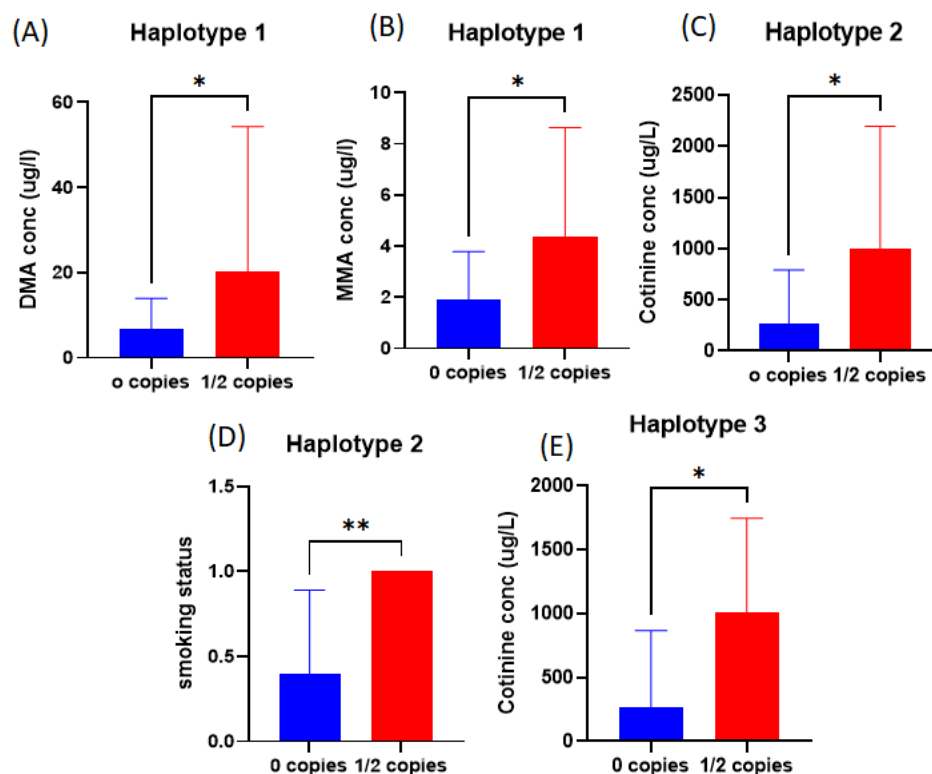 (A)
Haplotype 1
*
DMA conc (ug/l)
60
40
20
0
o copies 1/2 copies
(B)
Haplotype 1
*
MMA conc (ug/l)
10
8
6
4
2
0
0 copies 1/2 copies
(C)
Haplotype 2
*
Cotinine conc (ug/L)
2500
2000
1500
1000
500
0
o copies 1/2 copies
(D)
Haplotype 2
**
smoking status
1.5
1.0
0.5
0.0
0 copies 1/2 copies
(E)
Haplotype 3
*
Cotinine conc (ug/L)
2000
1500
1000
500
0
0 copies 1/2 copies